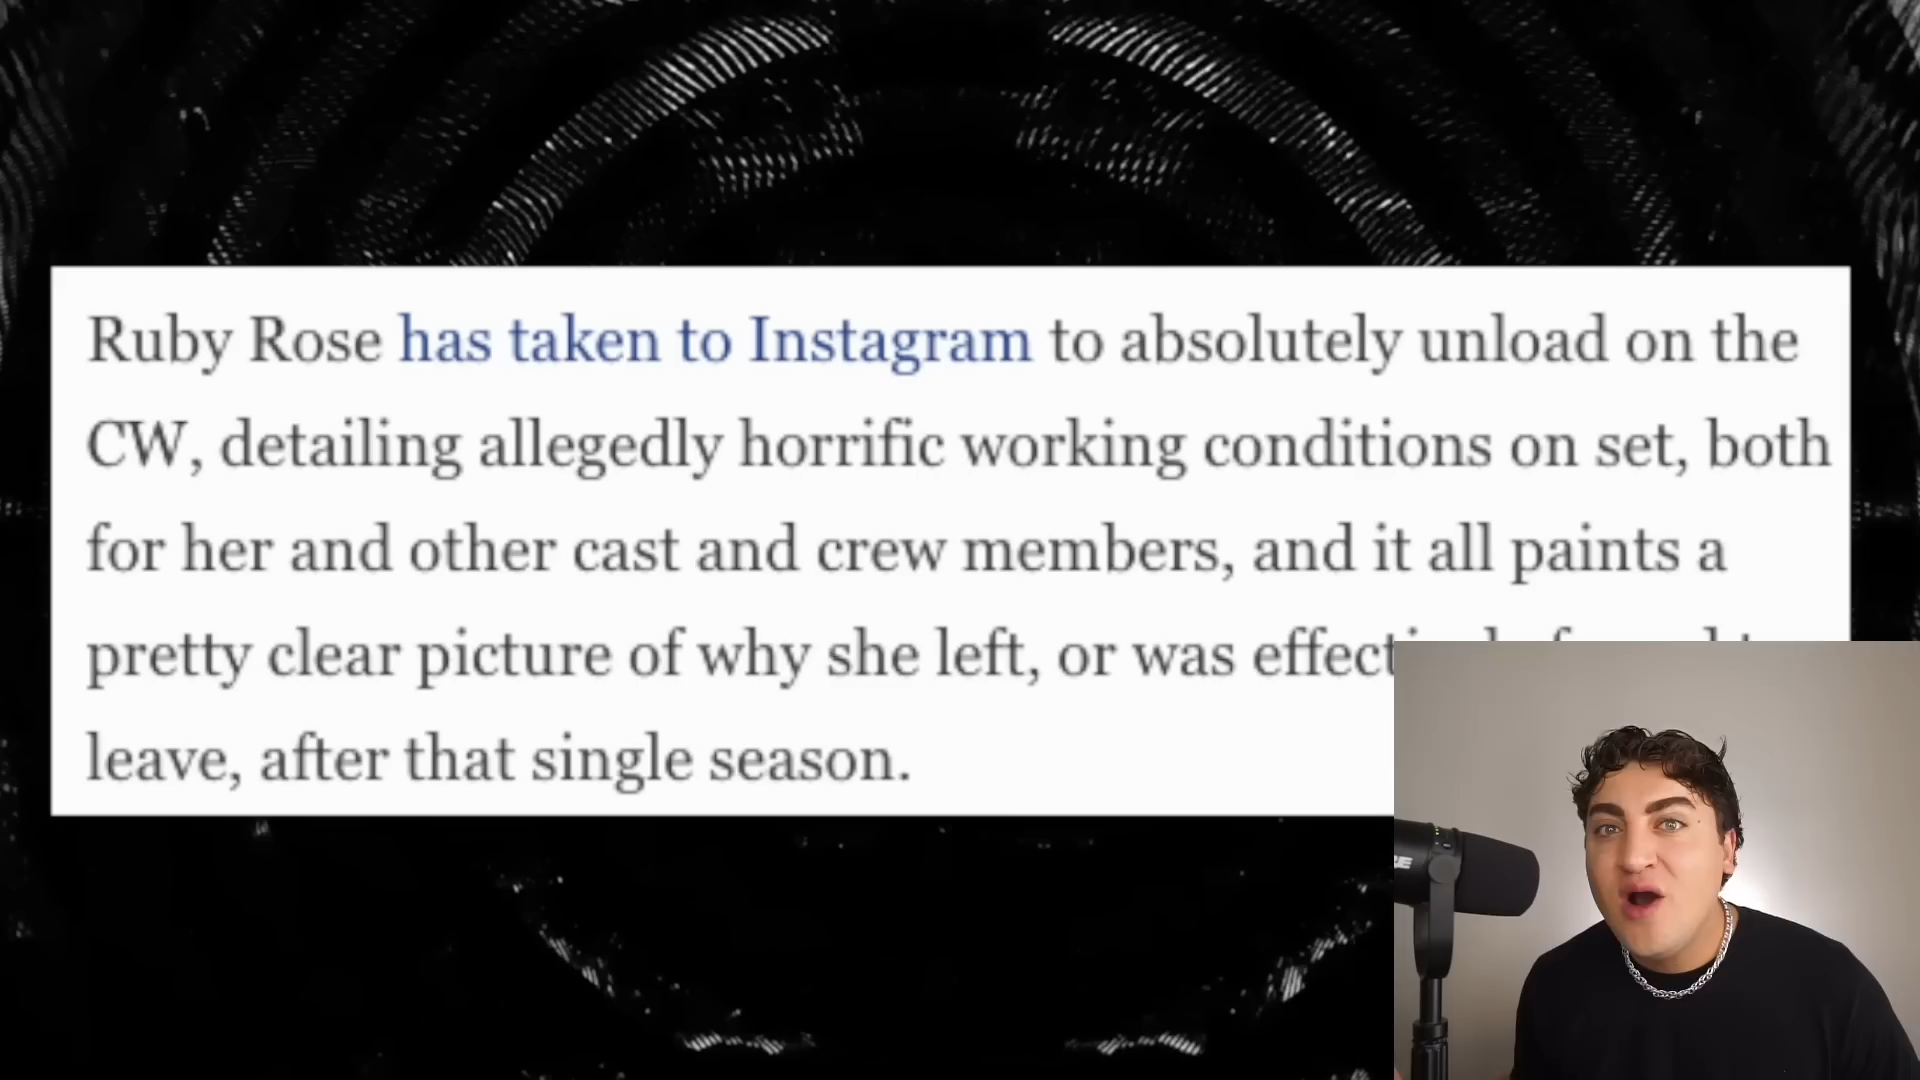 Ruby Rose has taken to Instagram to absolutely unload on the
CW, detailing allegedly horrific working conditions on set, both
for her and other cast and crew members, and it all paints a
pretty clear picture of why she left, or was
leave, after that single season.